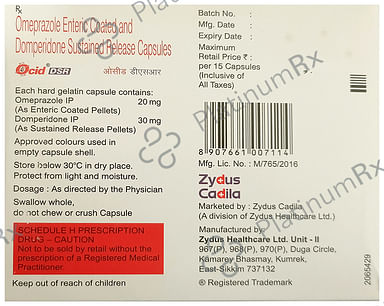 Rx
Omeprazole Enteric Coated and
Domperidone Sustained Release Capsules
Ocid DSR ओसीड डीएसआर
Each hard gelatin capsule contains:
Omeprazole IP 20 mg
(As Enteric Coated Pellets)
Domperidone IP 30 mg
(As Sustained Release Pellets)
Approved colours used in
empty capsule shell.
Store below 30°C in dry place.
Protect from light and moisture.
Dosage : As directed by the Physician
Swallow whole,
do not chew or crush Capsule
SCHEDULE H PRESCRIPTION
DRUG – CAUTION
Not to be sold by retail without the
prescription of a Registered Medical
Practitioner.
Keep out of reach of children
Batch No. :
Mfg. Date :
Expiry Date :
Maximum
Retail Price ₹ :
per 15 Capsules
(Inclusive of
All Taxes)
8 907661 007114
Mfg. Lic. No. : M/765/2016
Zydus
Cadila
Marketed by : Zydus Cadila
(A division of Zydus Healthcare Ltd.)
Manufactured by :
Zydus Healthcare Ltd. Unit - II
967(P), 968(P), 970(P), Duga Circle,
Kamarey Bhasmay, Kumrek,
East-Sikkim 737132
® Registered Trademark
2065429
PlatinumRx
PlatinumRx
PlatinumRx